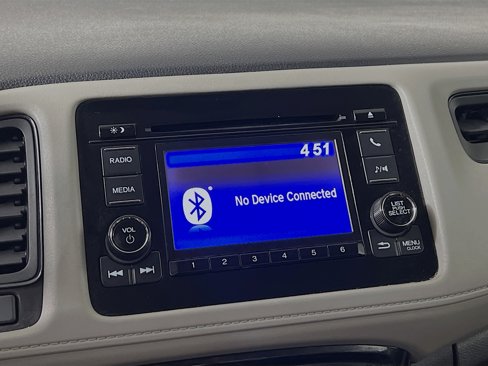 4 51
RADIO
No Device Connected
MEDIA
LIST
PUSH
SELECT
VOL
MENU
CLOCK
1 2 3 4 5 6